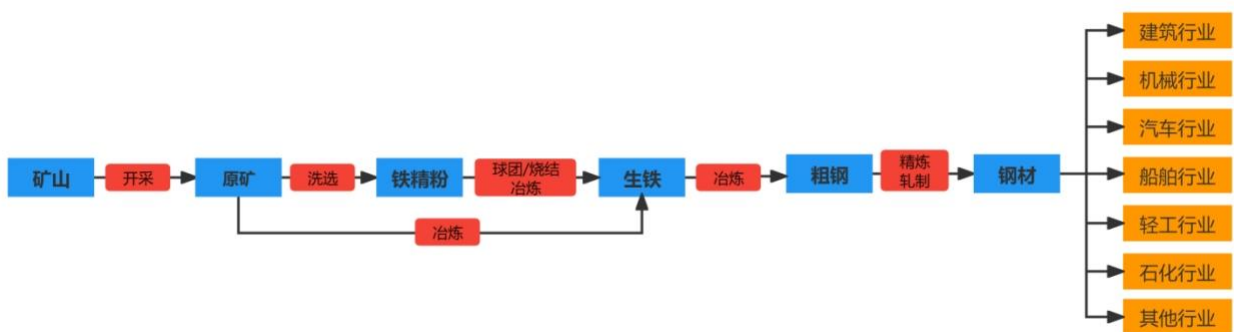 矿山
开采
原矿
洗选
铁精粉
球团/烧结
冶炼
生铁
冶炼
粗钢
精炼
轧制
钢材
冶炼
建筑行业
机械行业
汽车行业
船舶行业
轻工行业
石化行业
其他行业